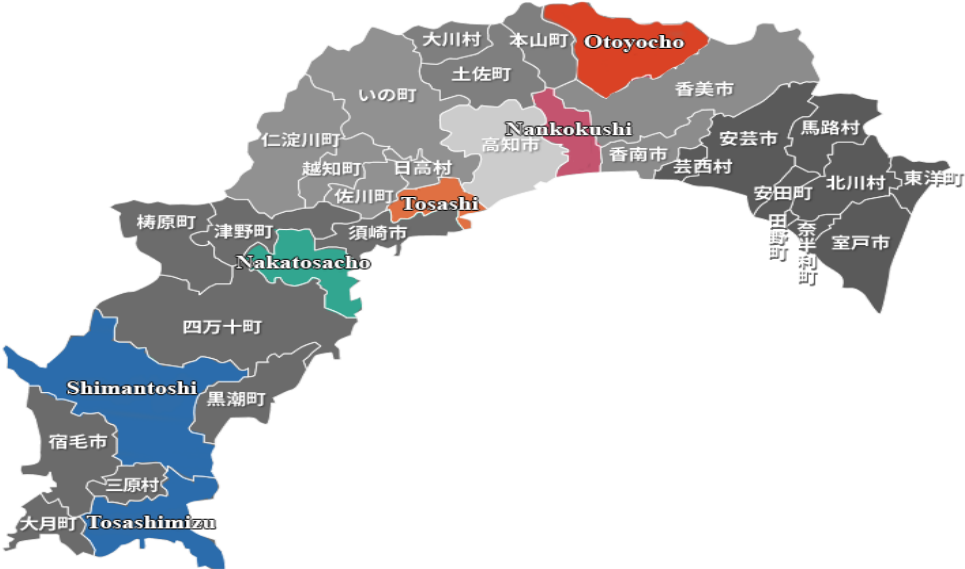 大川村
本山町
Otoyocho
土佐町
いの町
香美市
Nankokushi
高知市
仁淀川町
越知町
日高村
佐川町
Tosashi
香南市
芸西村
安芸市
馬路村
安田町
北川村
東洋町
田野町
奈半利町
室戸市
梼原町
津野町
須崎市
Nakatosacho
四万十町
Shimantoshi
黒潮町
宿毛市
三原村
大月町
Tosashimizu